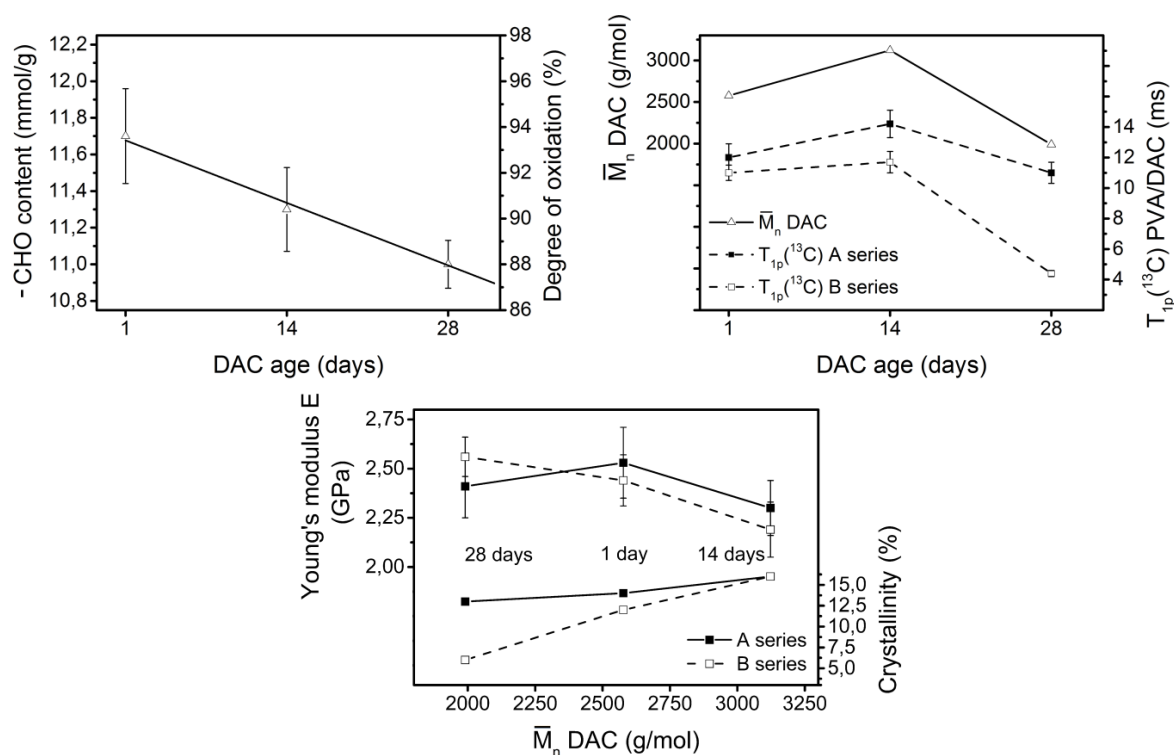 12,2
12,0
11,8
11,6
11,4
11,2
11,0
10,8
-CHO content (mmol/g)
98
96
94
92
90
88
86
Degree of oxidation (%)
1
14
28
DAC age (days)
3000
2500
2000
M̅n DAC (g/mol)
14
12
10
8
6
4
T1p(13C) PVA/DAC (ms)
M̅n DAC
T1p(13C) A series
T1p(13C) B series
1
14
28
DAC age (days)
Young's modulus E
(GPa)
2,75
2,50
2,25
2,00
28 days
1 day
14 days
15,0
12,5
10,0
7,5
5,0
Crystallinity (%)
A series
B series
2000
2250
2500
2750
3000
3250
M̅n DAC (g/mol)